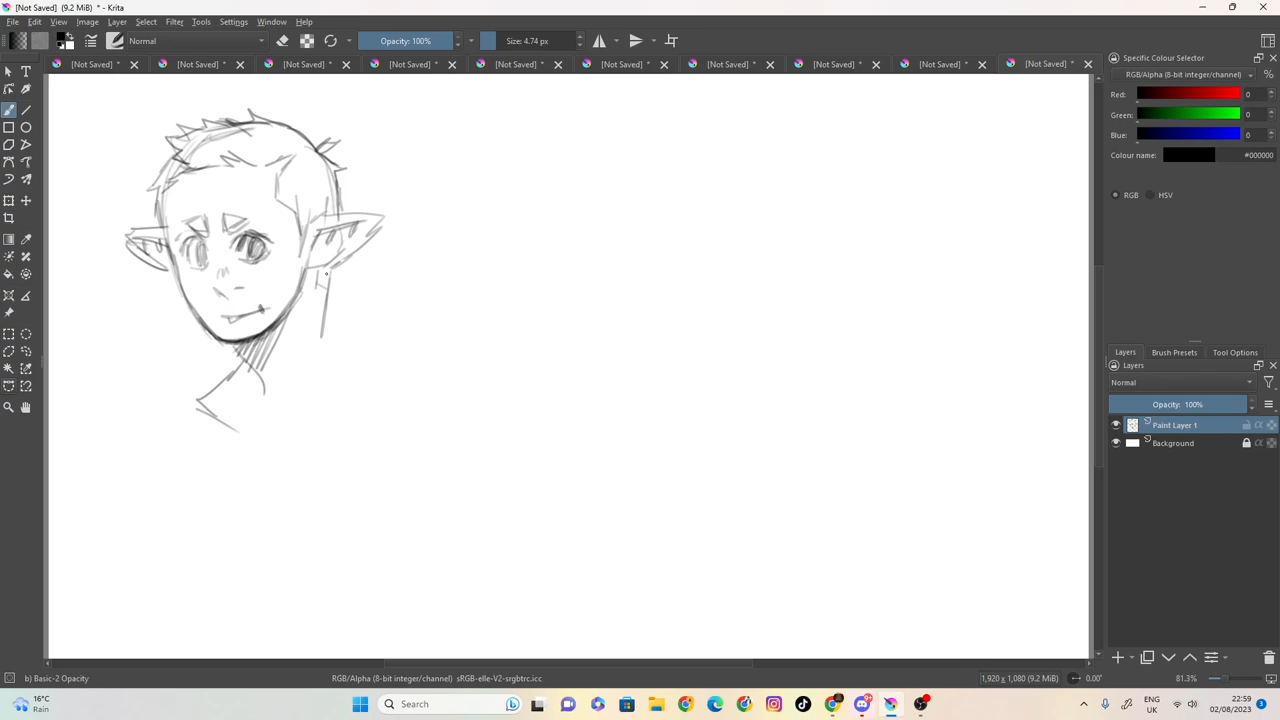 [Not Saved] (9.2 MiB) * - Krita
File Edit View Image Layer Select Filter Tools Settings Window Help
Normal Opacity: 100% Size: 4.74 px
[Not Saved] * [Not Saved] * [Not Saved] * [Not Saved] * [Not Saved] * [Not Saved] * [Not Saved] * [Not Saved] * [Not Saved] * [Not Saved] *
Specific Colour Selector
RGB/Alpha (8-bit integer/channel)
Red: 0
Green: 0
Blue: 0
Colour name: #000000
RGB HSV
Layers Brush Presets Tool Options
Layers
Normal
Opacity: 100%
Paint Layer 1
Background
b) Basic-2 Opacity RGB/Alpha (8-bit integer/channel) sRGB-elle-V2-srgbtrc.icc 1,920 x 1,080 (9.2 MiB) 0.00° 81.3%
16°C
Rain
Search
ENG
UK
22:59
02/08/2023
3